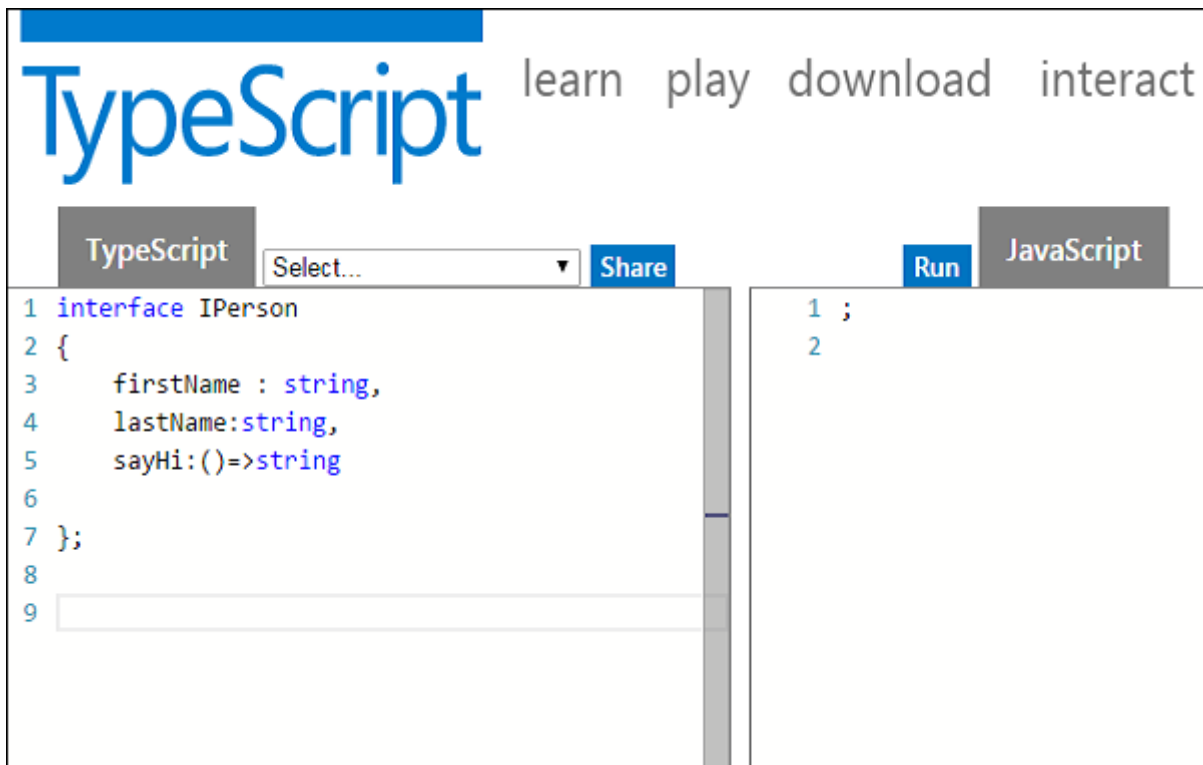 TypeScript learn play download interact
TypeScript Select... Share Run JavaScript
1 interface IPerson
2 {
3     firstName : string,
4     lastName:string,
5     sayHi:()=>string
6
7 };
8
9
1 ;
2